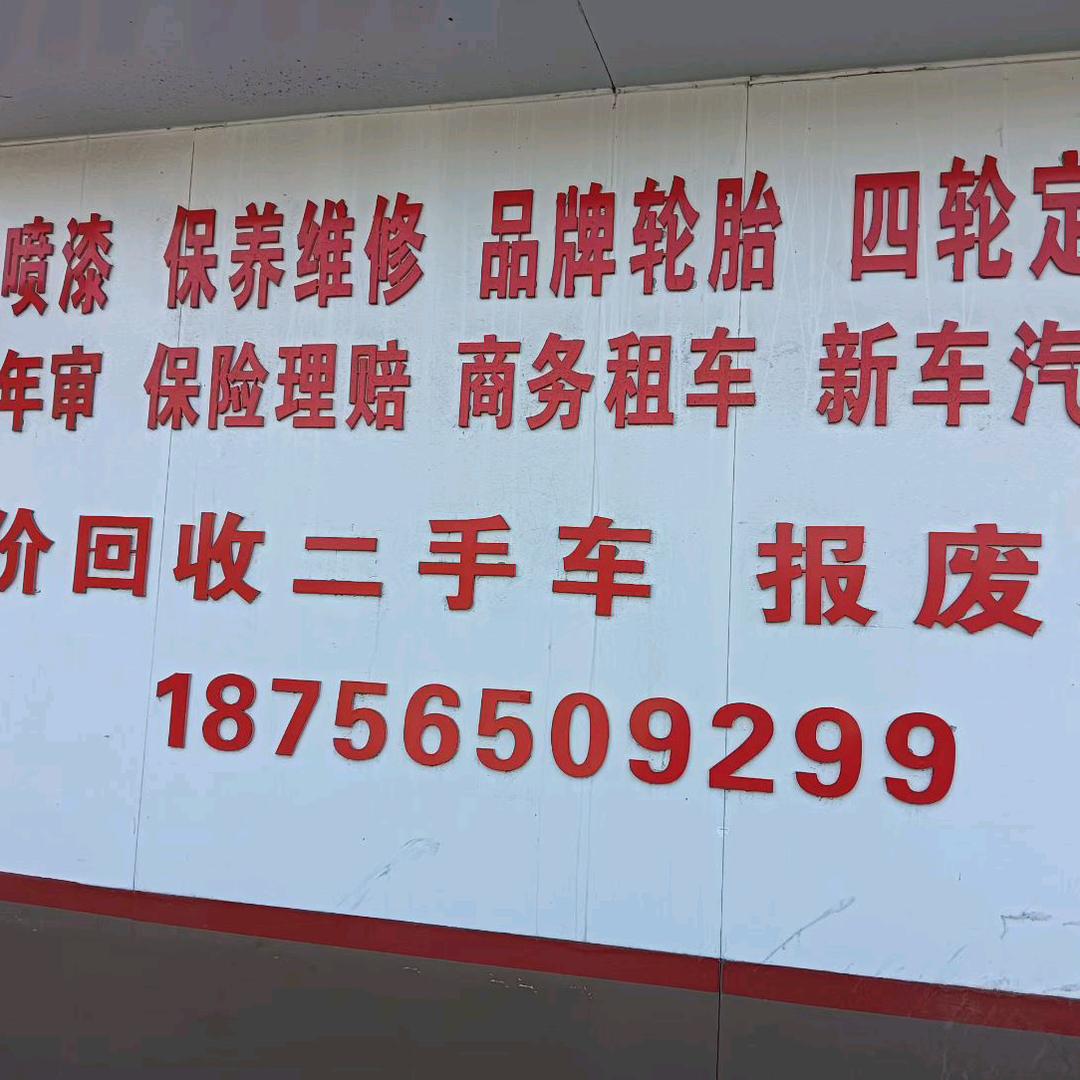 喷漆 保养维修 品牌轮胎 四轮定
年审 保险理赔 商务租车 新车汽
价回收二手车 报废
18756509299